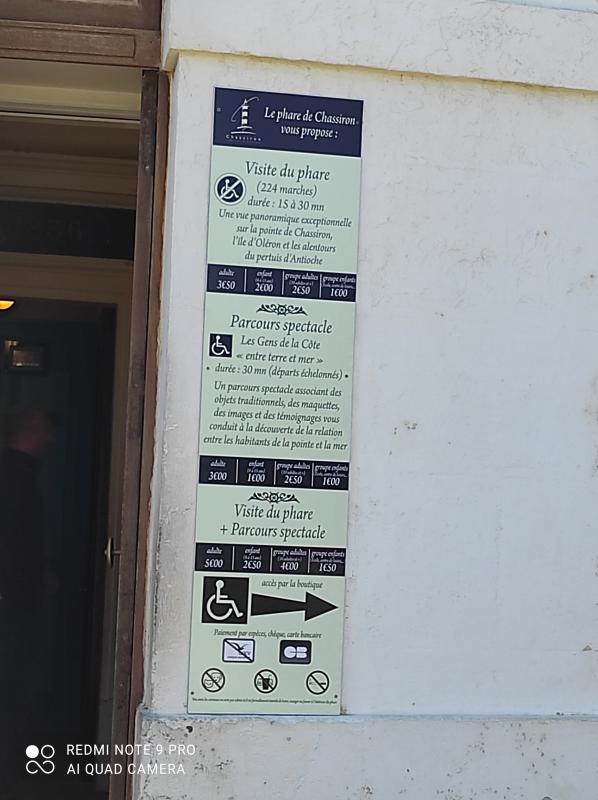 Chassiron
Le phare de Chassiron
vous propose :
Visite du phare
(224 marches)
durée : 15 à 30 mn
Une vue panoramique exceptionnelle
sur la pointe de Chassiron,
l'île d'Oléron et les alentours
du pertuis d'Antioche
adulte enfant groupe adultes groupe enfants
3€50 2€00 2€50 1€00
Parcours spectacle
Les Gens de la Côte
« entre terre et mer »
• durée : 30 mn (départs échelonnés) •
Un parcours spectacle associant des
objets traditionnels, des maquettes,
des images et des témoignages vous
conduit à la découverte de la relation
entre les habitants de la pointe et la mer
adulte enfant groupe adultes groupe enfants
3€00 1€00 2€50 1€00
Visite du phare
+ Parcours spectacle
adulte enfant groupe adultes groupe enfants
5€00 2€50 4€00 1€50
accès par la boutique
Paiement par espèces, chèque, carte bancaire
CB
REDMI NOTE 9 PRO
AI QUAD CAMERA